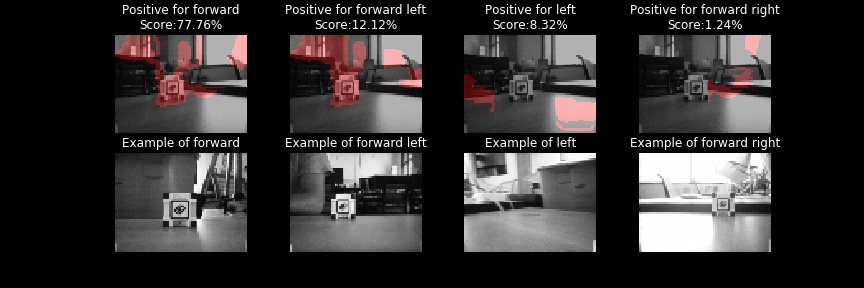 Positive for forward
Score:77.76%
Positive for forward left
Score:12.12%
Positive for left
Score:8.32%
Positive for forward right
Score:1.24%
Example of forward
Example of forward left
Example of left
Example of forward right